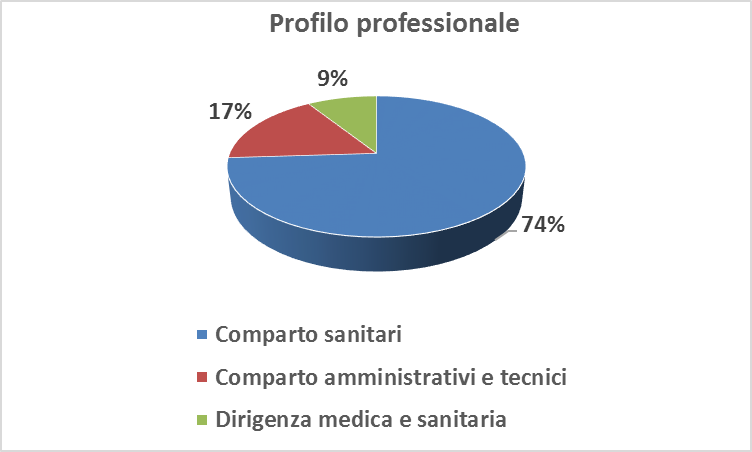 Profilo professionale
9%
17%
74%
Comparto sanitari
Comparto amministrativi e tecnici
Dirigenza medica e sanitaria